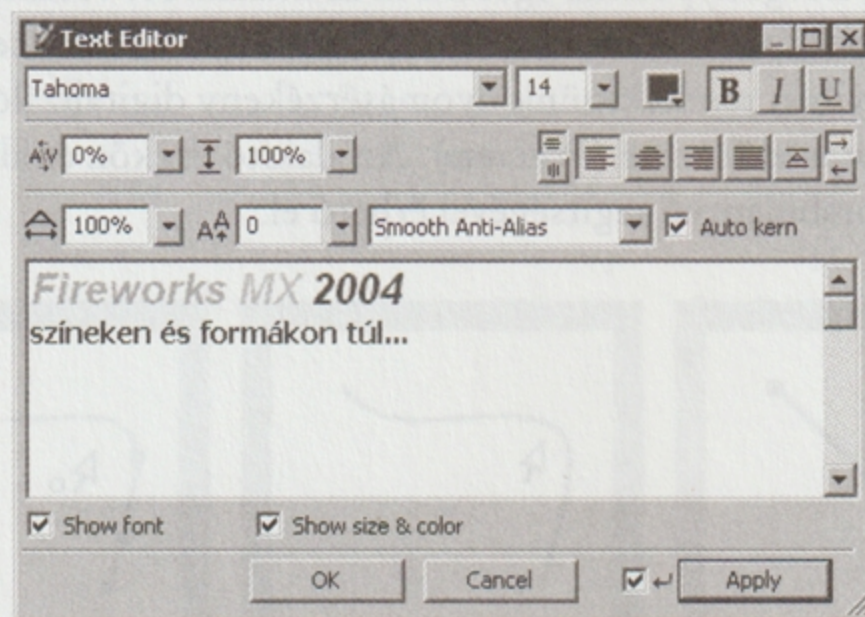 Text Editor
Tahoma 14 B I U
0% 100%
100% 0 Smooth Anti-Alias Auto kern
Fireworks MX 2004
színeken és formákon túl...
Show font Show size & color
OK Cancel Apply